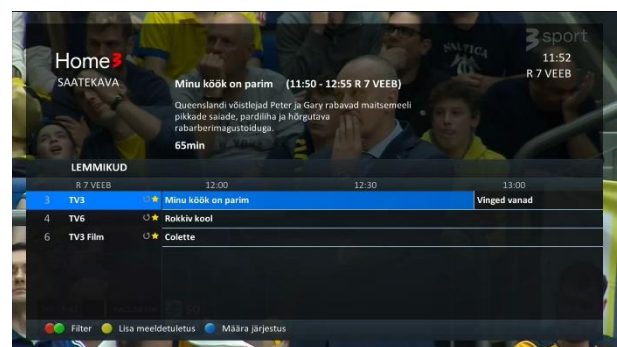 3 sport
Home3
11:52
SAATEKAVA
R 7 VEEB
Minu köök on parim (11:50 - 12:55 R 7 VEEB)
Queenslandi võistlejad Peter ja Gary rabavad maitsemeeli
pikkade saiade, pardiliha ja hõrgutava
rabarberimagustoiduga.
65min
LEMMIKUD
R 7 VEEB 12:00 12:30 13:00
3 TV3 Minu köök on parim Vinged vanad
4 TV6 Rokkiv kool
6 TV3 Film Colette
Filter Lisa meeldetuletus Määra järjestus